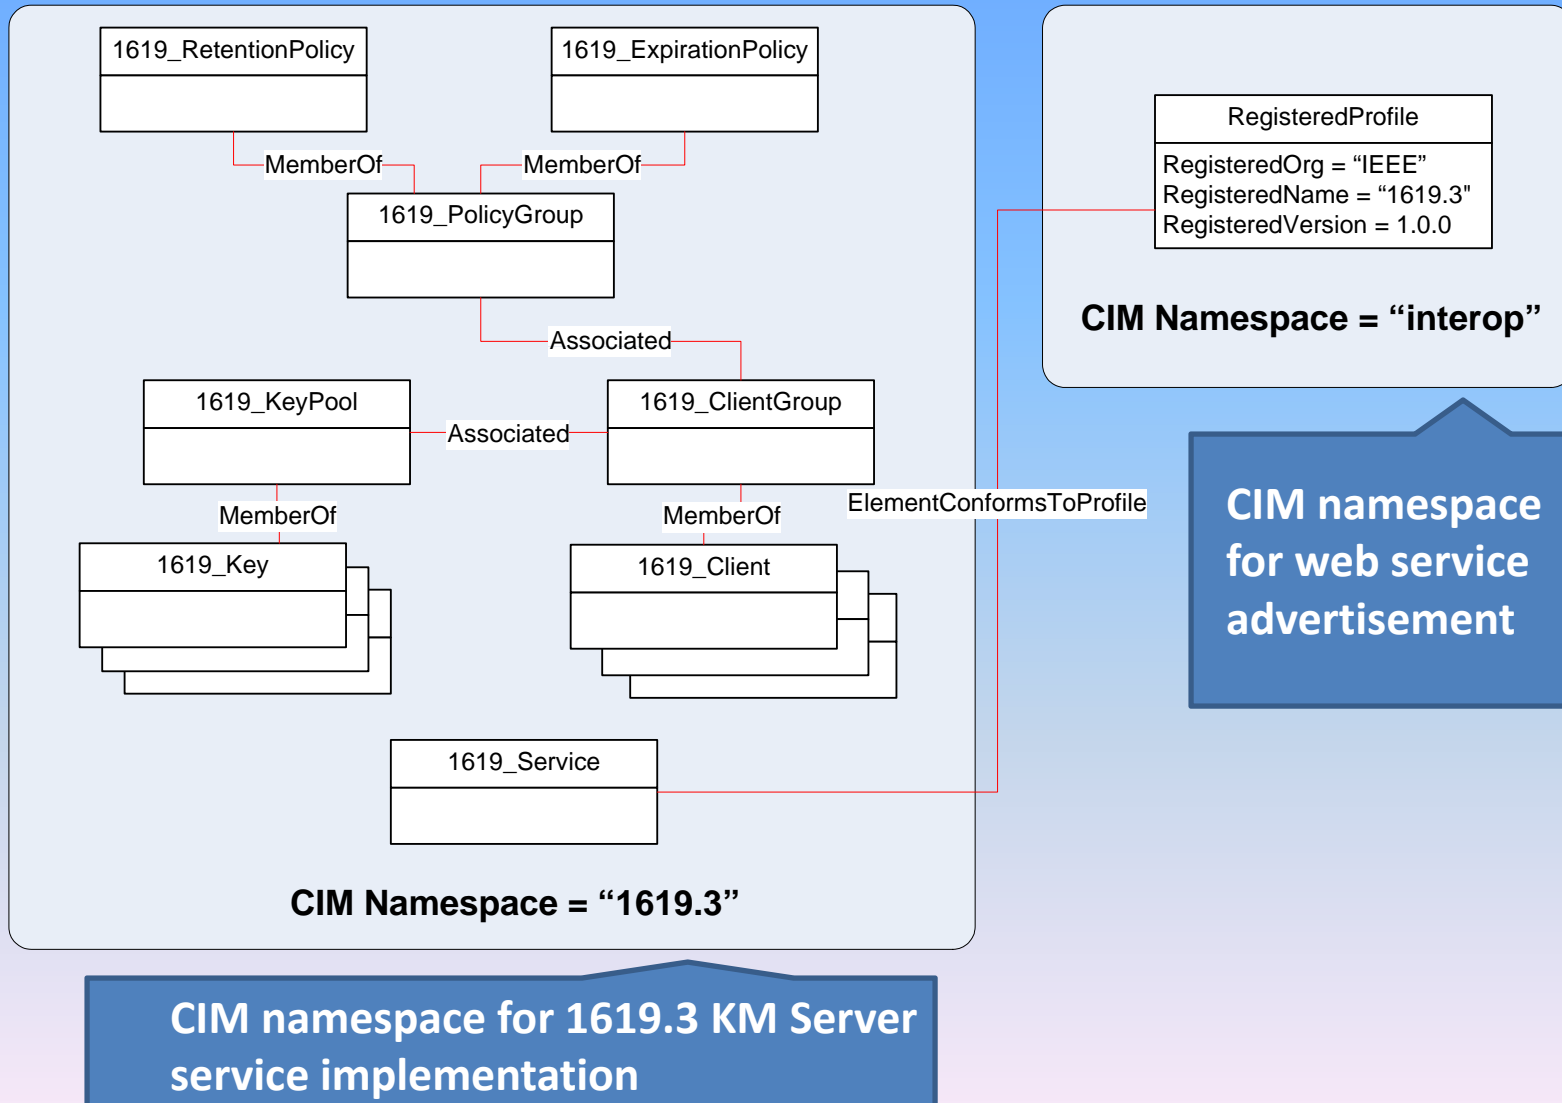 1619_RetentionPolicy
1619_ExpirationPolicy
MemberOf
MemberOf
1619_PolicyGroup
Associated
1619_KeyPool
Associated
1619_ClientGroup
MemberOf
MemberOf
1619_Key
1619_Client
1619_Service
CIM Namespace = “1619.3”
ElementConformsToProfile
RegisteredProfile
RegisteredOrg = “IEEE”
RegisteredName = “1619.3"
RegisteredVersion = 1.0.0
CIM Namespace = “interop”
CIM namespace
for web service
advertisement
CIM namespace for 1619.3 KM Server
service implementation